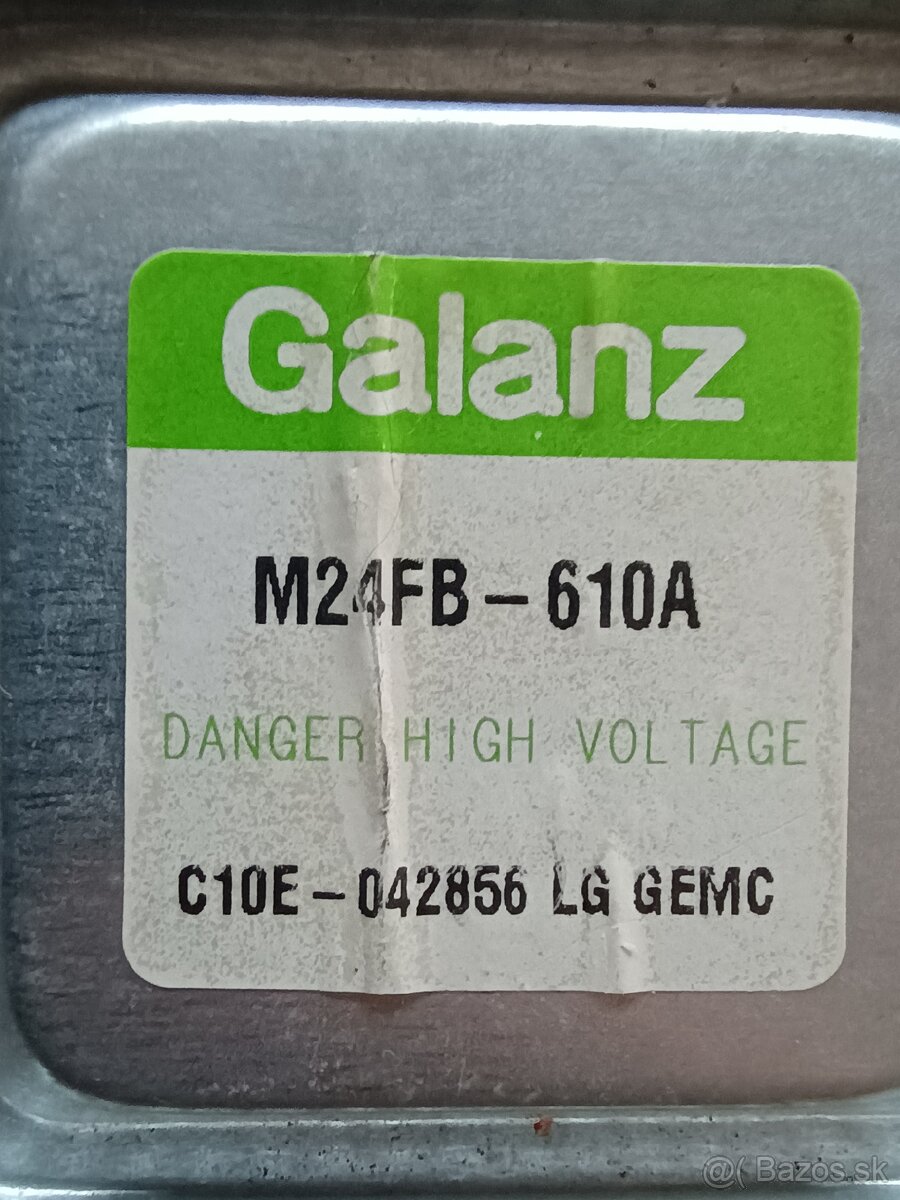 Galanz
M24FB-610A
DANGER HIGH VOLTAGE
C10E-042856 LG GEMC
@( Bazos.sk